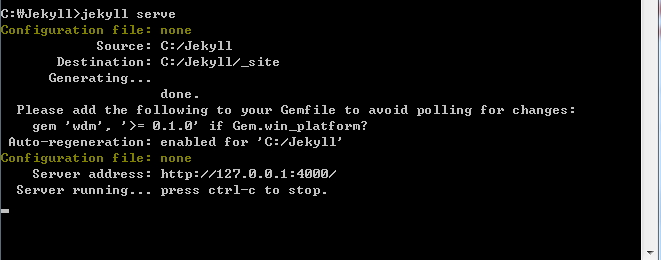 C:₩Jekyll>jekyll serve
Configuration file: none
Source: C:/Jekyll
Destination: C:/Jekyll/_site
Generating...
done.
Please add the following to your Gemfile to avoid polling for changes:
gem 'wdm', '>= 0.1.0' if Gem.win_platform?
Auto-regeneration: enabled for 'C:/Jekyll'
Configuration file: none
Server address: http://127.0.0.1:4000/
Server running... press ctrl-c to stop.